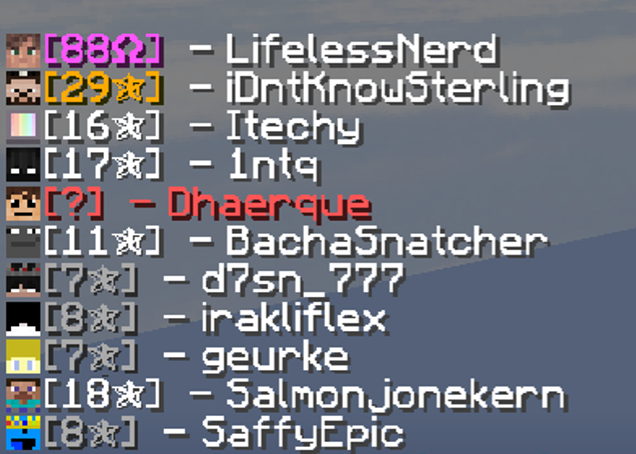 [88Ω] - LifelessNerd
[29✯] - iDntKnowSterling
[16✯] - Itechy
[17✯] - 1ntq
[?] - Dhaerque
[11✯] - BachaSnatcher
[7✯] - d7sn_777
[8✯] - irakliflex
[7✯] - geurke
[18✯] - Salmonjonekern
[8✯] - SaffyEpic